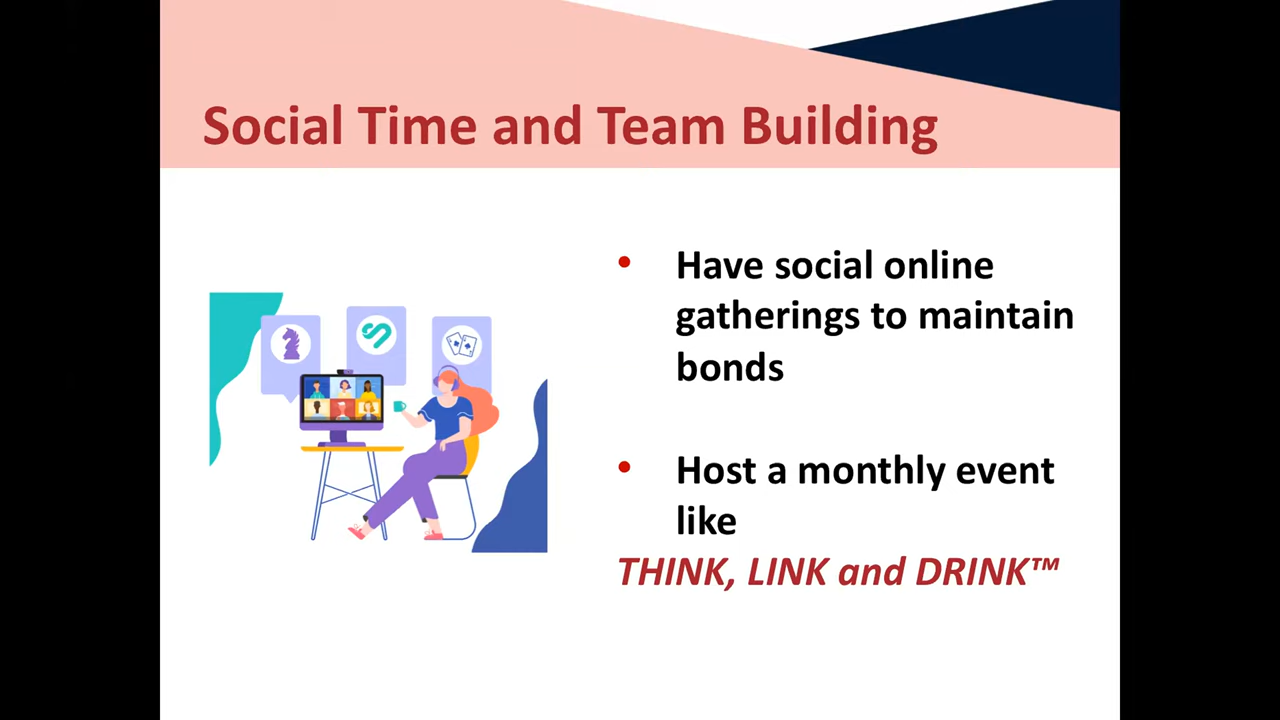 Social Time and Team Building
• Have social online
gatherings to maintain
bonds
• Host a monthly event
like
THINK, LINK and DRINK™